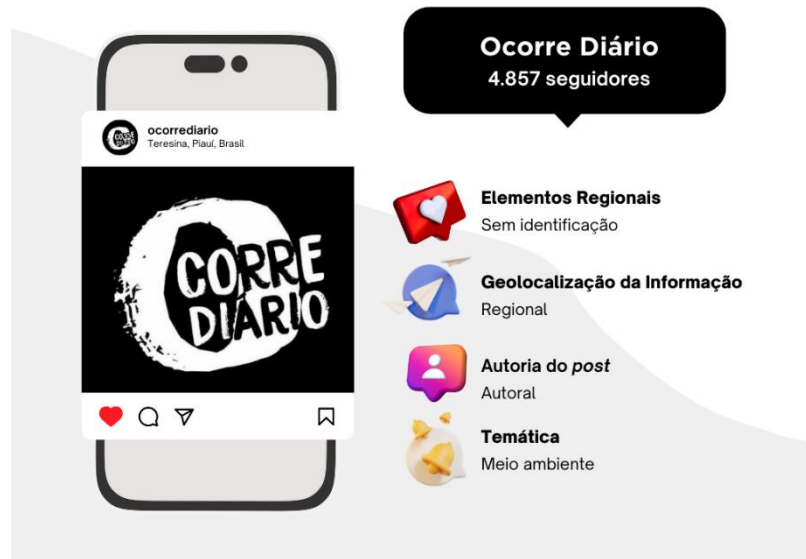 Ocorre Diário
4.857 seguidores
ocorrediario
Teresina, Piauí, Brasil
OCORRE
DIÁRIO
Elementos Regionais
Sem identificação
Geolocalização da Informação
Regional
Autoria do post
Autoral
Temática
Meio ambiente